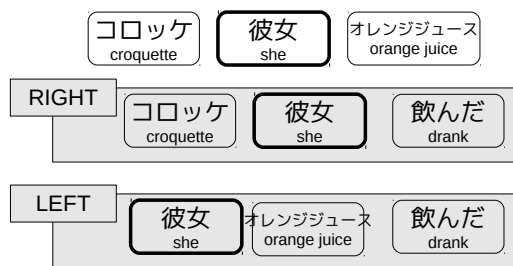 コロッケ 彼女 オレンジジュース
croquette she orange juice
RIGHT
コロッケ 彼女 飲んだ
croquette she drank
LEFT
彼女 オレンジジュース 飲んだ
she orange juice drank